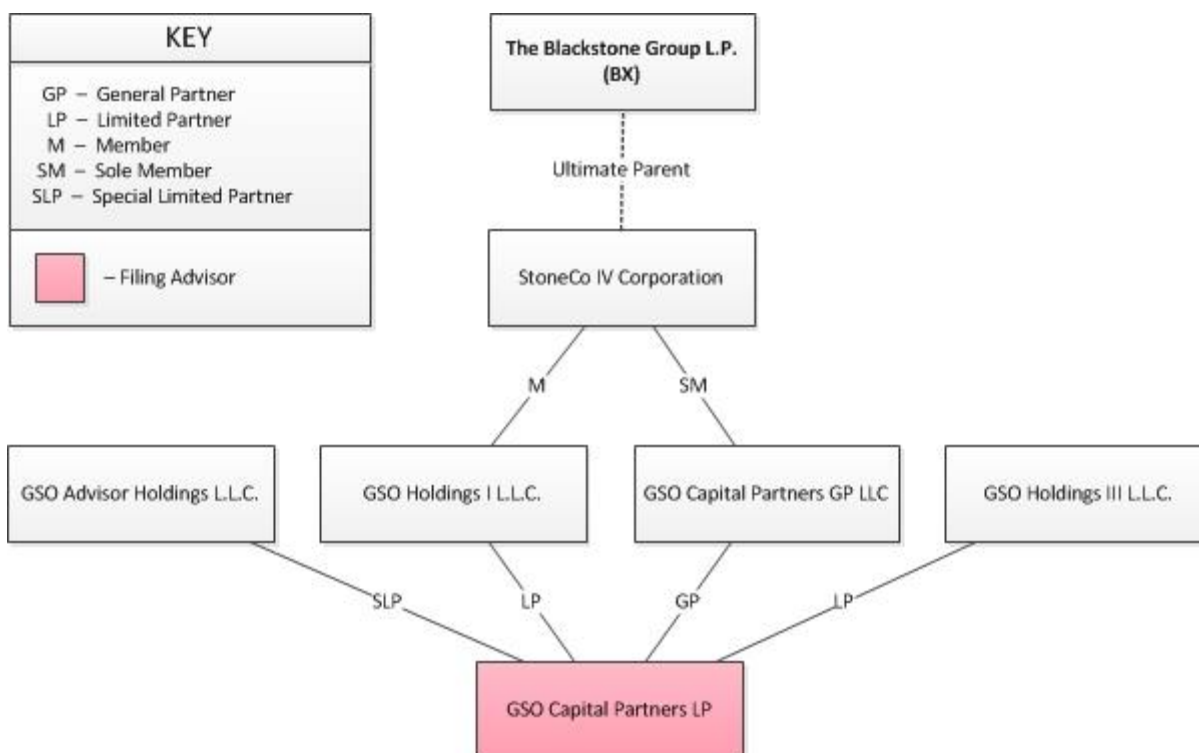 KEY
GP – General Partner
LP – Limited Partner
M – Member
SM – Sole Member
SLP – Special Limited Partner
– Filing Advisor
The Blackstone Group L.P.
(BX)
Ultimate Parent
StoneCo IV Corporation
M
SM
GSO Advisor Holdings L.L.C.
GSO Holdings I L.L.C.
GSO Capital Partners GP LLC
GSO Holdings III L.L.C.
SLP
LP
GP
LP
GSO Capital Partners LP